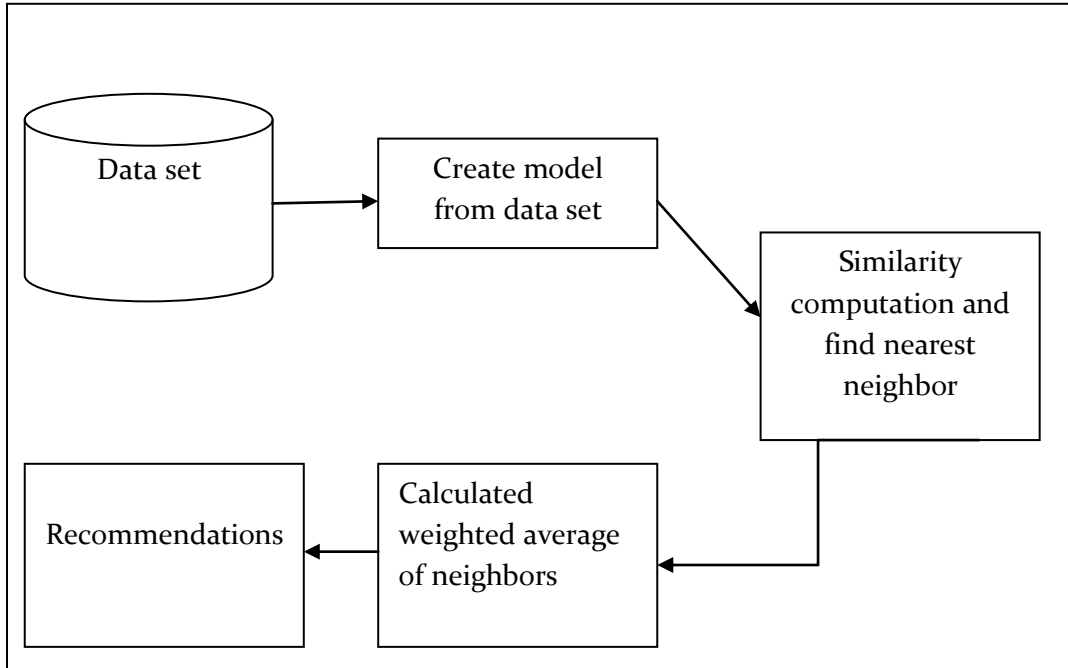 Data set
Create model
from data set
Similarity
computation and
find nearest
neighbor
Calculated
weighted average
of neighbors
Recommendations